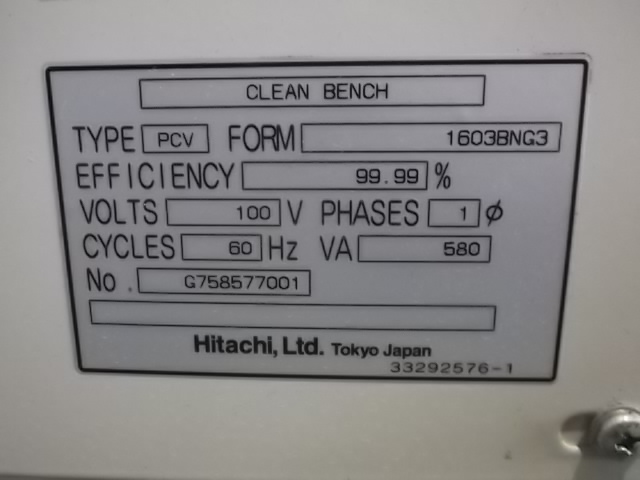 CLEAN BENCH
TYPE PCV FORM 1603BNG3
EFFICIENCY 99.99 %
VOLTS 100 V PHASES 1 φ
CYCLES 60 Hz VA 580
No. G758577001
Hitachi, Ltd. Tokyo Japan
33292576-1